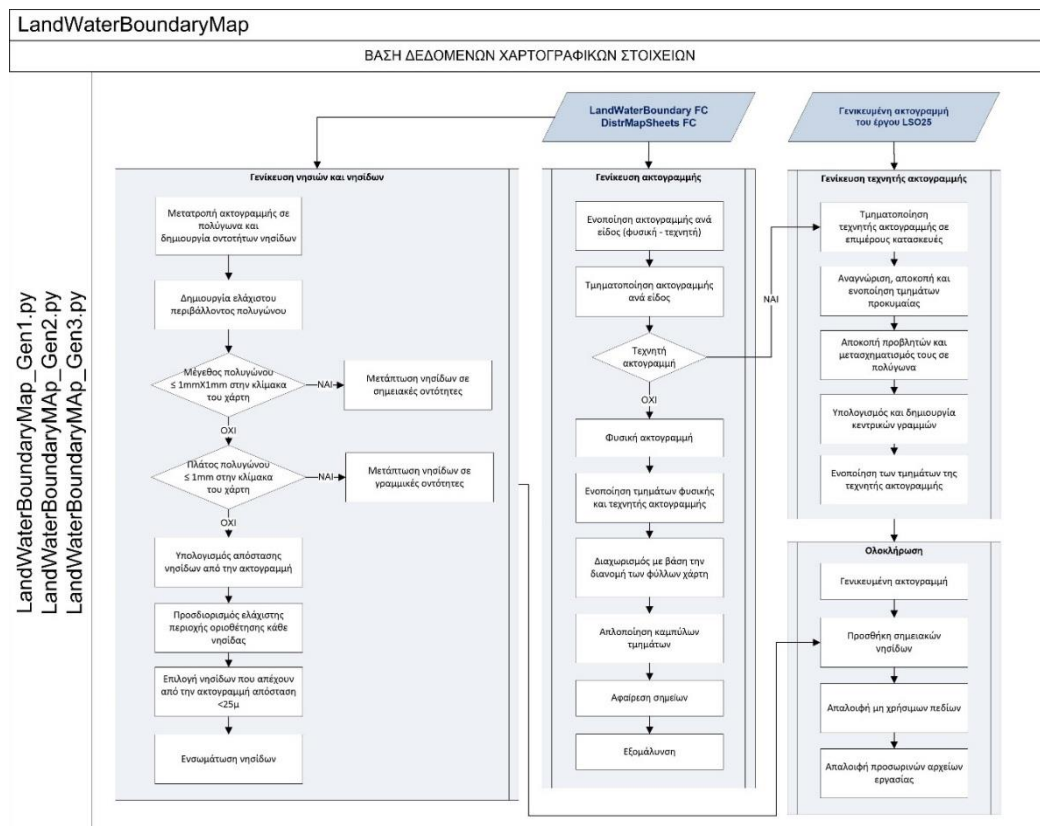 LandWaterBoundaryMap
ΒΑΣΗ ΔΕΔΟΜΕΝΩΝ ΧΑΡΤΟΓΡΑΦΙΚΩΝ ΣΤΟΙΧΕΙΩΝ
LandWaterBoundaryMap_Gen1.py
LandWaterBoundaryMAp_Gen2.py
LandWaterBoundaryMAp_Gen3.py
LandWaterBoundary FC
DistrMapSheets FC
Γενικευμένη ακτογραμμή
του έργου LSO25
Γενίκευση νησιών και νησίδων
Μετατροπή ακτογραμμής σε
πολύγωνα και
δημιουργία οντοτήτων νησίδων
Δημιουργία ελάχιστου
περιβάλλοντος πολυγώνου
Μέγεθος πολυγώνου
≤ 1mmX1mm στην κλίμακα
του χάρτη
ΝΑΙ
Μετάπτωση νησίδων σε
σημειακές οντότητες
ΟΧΙ
Πλάτος πολυγώνου
≤ 1mm στην κλίμακα
του χάρτη
ΝΑΙ
Μετάπτωση νησίδων σε
γραμμικές οντότητες
ΟΧΙ
Υπολογισμός απόστασης
νησίδων από την ακτογραμμή
Προσδιορισμός ελάχιστης
περιοχής οριοθέτησης κάθε
νησίδας
Επιλογή νησίδων που απέχουν
από την ακτογραμμή απόσταση
<25μ
Ενσωμάτωση νησίδων
Γενίκευση ακτογραμμής
Ενοποίηση ακτογραμμής ανά
είδος (φυσική - τεχνητή)
Τμηματοποίηση ακτογραμμής
ανά είδος
Τεχνητή
ακτογραμμή
ΝΑΙ
ΟΧΙ
Φυσική ακτογραμμή
Ενοποίηση τμημάτων φυσικής
και τεχνητής ακτογραμμής
Διαχωρισμός με βάση την
διανομή των φύλλων χάρτη
Απλοποίηση καμπύλων
τμημάτων
Αφαίρεση σημείων
Εξομάλυνση
Γενίκευση τεχνητής ακτογραμμής
Τμηματοποίηση
τεχνητής ακτογραμμής σε
επιμέρους κατασκευές
Αναγνώριση, αποκοπή και
ενοποίηση τμημάτων
προκυμαίας
Αποκοπή προβλητών και
μετασχηματισμός τους σε
πολύγωνα
Υπολογισμός και δημιουργία
κεντρικών γραμμών
Ενοποίηση των τμημάτων της
τεχνητής ακτογραμμής
Ολοκλήρωση
Γενικευμένη ακτογραμμή
Προσθήκη σημειακών
νησίδων
Απαλοιφή μη χρήσιμων πεδίων
Απαλοιφή προσωρινών αρχείων
εργασίας